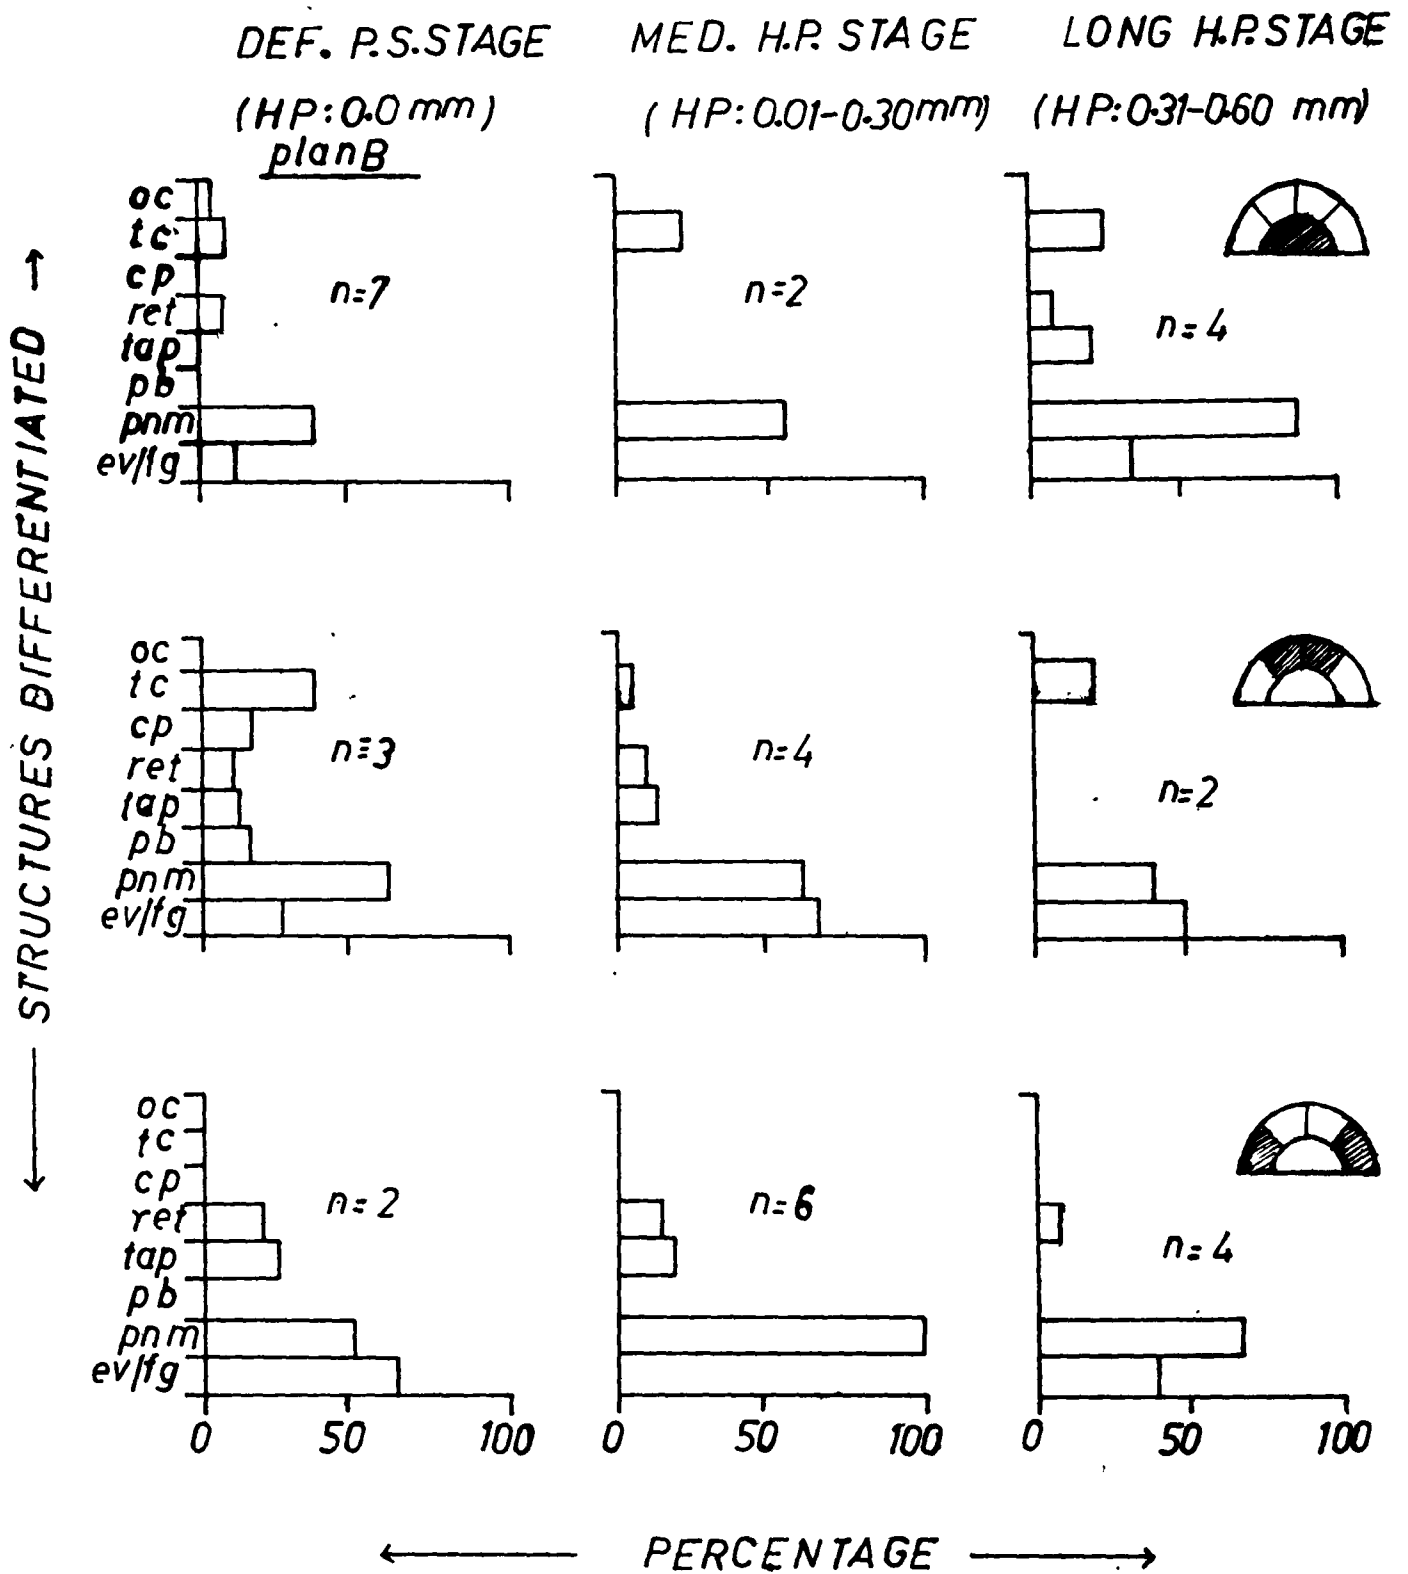 DEF. P.S.STAGE
MED. H.P. STAGE
LONG H.P. STAGE
(HP:0.0 mm)
(HP:0.01-0.30mm)
(HP:0.31-0.60 mm)
plan B
STRUCTURES DIFFERENTIATED
oc
tc
cp
ret
tap
pb
pnm
ev/fg
n=7
n=2
n=4
oc
tc
cp
ret
tap
pb
pnm
ev/fg
n=3
n=4
n=2
oc
tc
cp
ret
tap
pb
pnm
ev/fg
n=2
n=6
n=4
0 50 100
0 50 100
0 50 100
PERCENTAGE